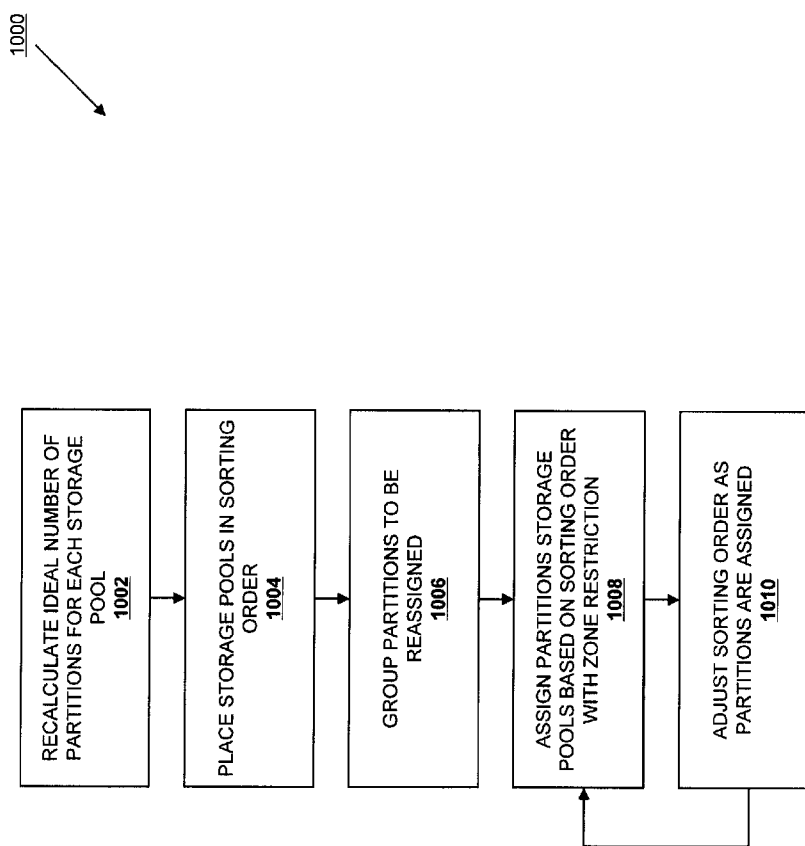 1000
RECALCULATE IDEAL NUMBER OF
PARTITIONS FOR EACH STORAGE
POOL
1002
PLACE STORAGE POOLS IN SORTING
ORDER
1004
GROUP PARTITIONS TO BE
REASSIGNED
1006
ASSIGN PARTITIONS STORAGE
POOLS BASED ON SORTING ORDER
WITH ZONE RESTRICTION
1008
ADJUST SORTING ORDER AS
PARTITIONS ARE ASSIGNED
1010